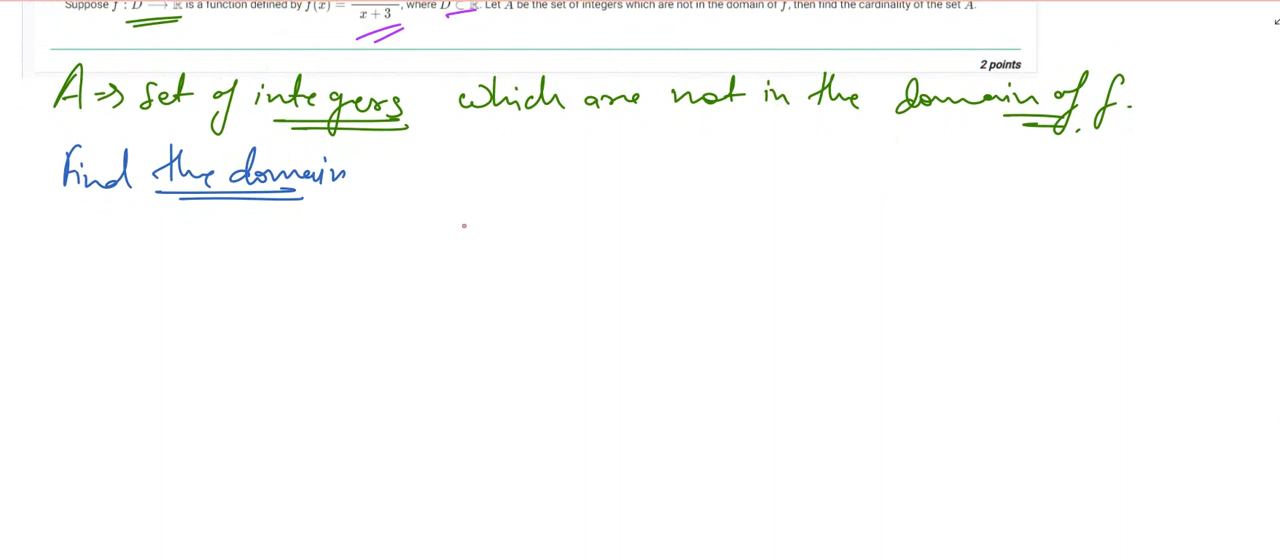 Suppose f : D → ℝ is a function defined by f(x) = / x + 3 , where D ⊂ ℝ. Let A be the set of integers which are not in the domain of f, then find the cardinality of the set A.
2 points
A ⇒ set of integers which are not in the domain of f.
Find the domain